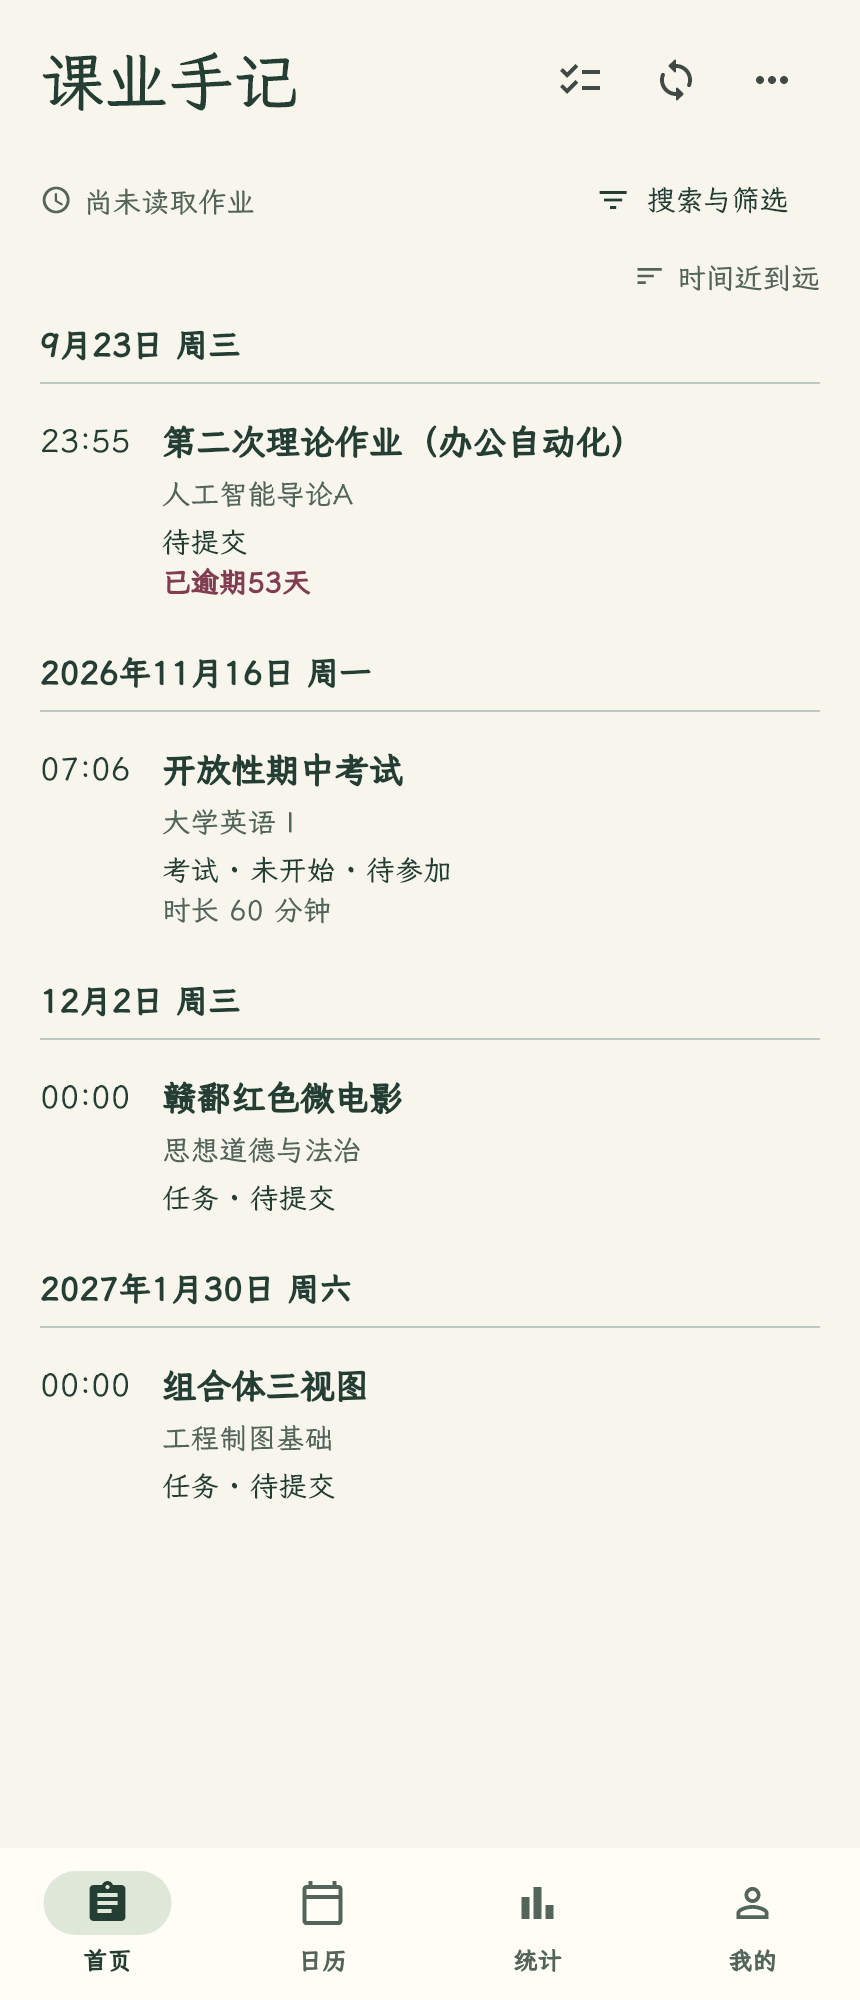 课业手记
尚未读取作业
搜索与筛选
时间近到远
9月23日 周三
23:55 第二次理论作业（办公自动化）
人工智能导论A
待提交
已逾期53天
2026年11月16日 周一
07:06 开放性期中考试
大学英语 I
考试・未开始・待参加
时长 60 分钟
12月2日 周三
00:00 赣鄱红色微电影
思想道德与法治
任务・待提交
2027年1月30日 周六
00:00 组合体三视图
工程制图基础
任务・待提交
首页 日历 统计 我的